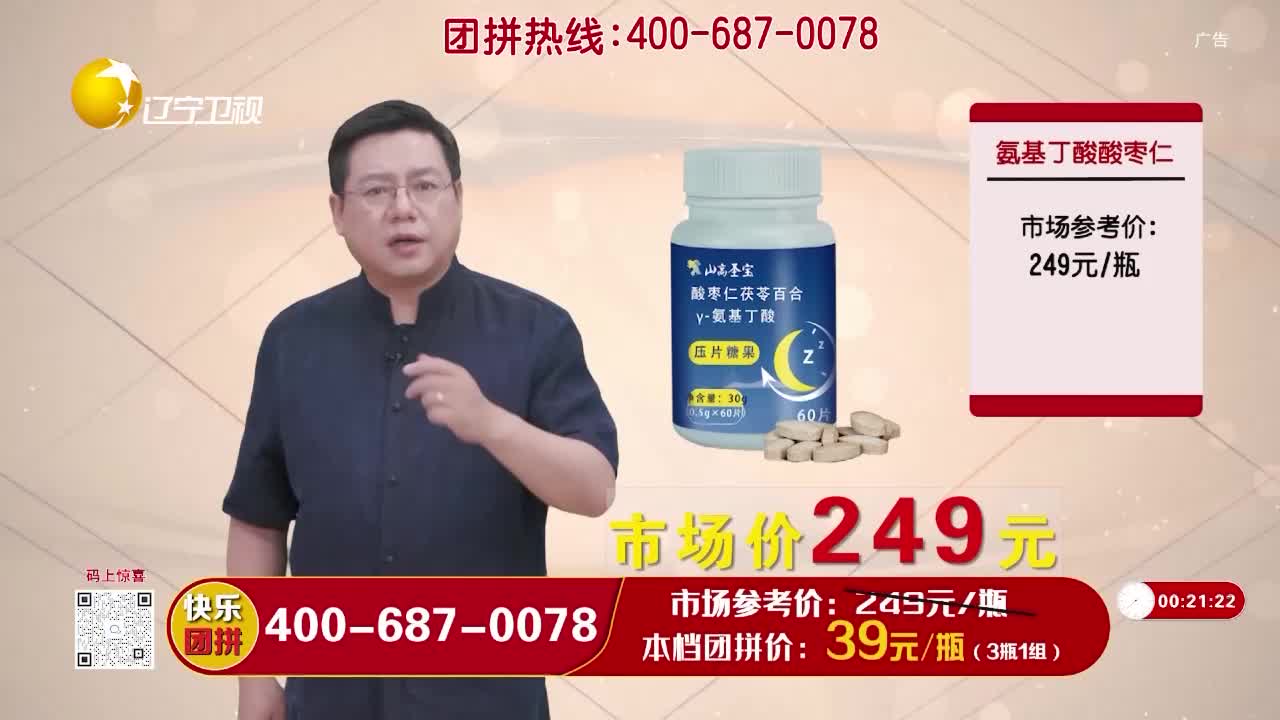 团拼热线:400-687-0078
广告
辽宁卫视
氨基丁酸酸枣仁
市场参考价:
249元/瓶
山高圣宝
酸枣仁茯苓百合
γ-氨基丁酸
压片糖果
z
z
净含量: 30g
(0.5g×60片)
60片
市场价249元
码上惊喜
快乐
团拼
400-687-0078
市场参考价: 249元/瓶
本档团拼价: 39元/瓶 (3瓶1组)
00:21:22